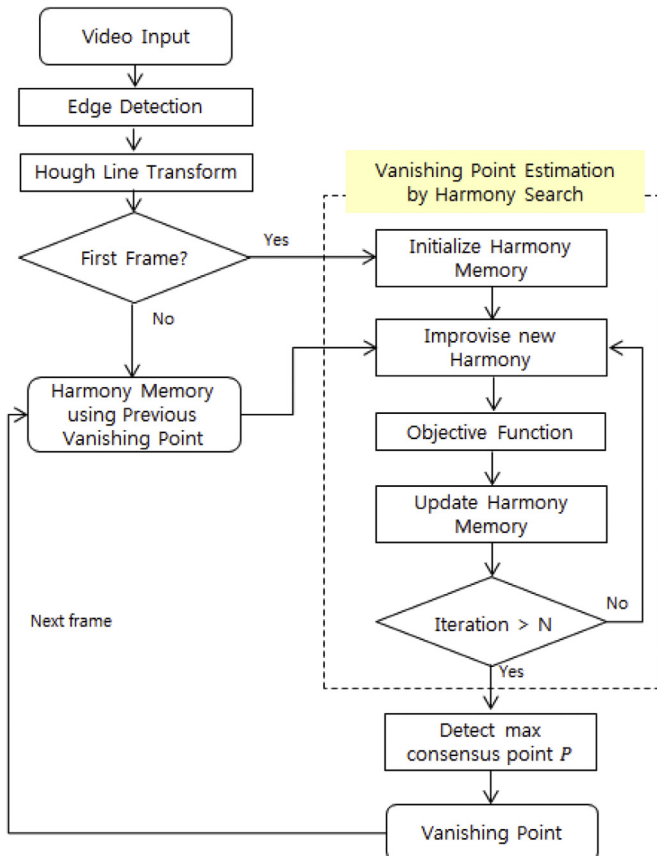 Video Input
Edge Detection
Hough Line Transform
First Frame?
Yes
No
Harmony Memory
using Previous
Vanishing Point
Next frame
Vanishing Point Estimation
by Harmony Search
Initialize Harmony
Memory
Improvise new
Harmony
Objective Function
Update Harmony
Memory
Iteration > N
No
Yes
Detect max
consensus point P
Vanishing Point